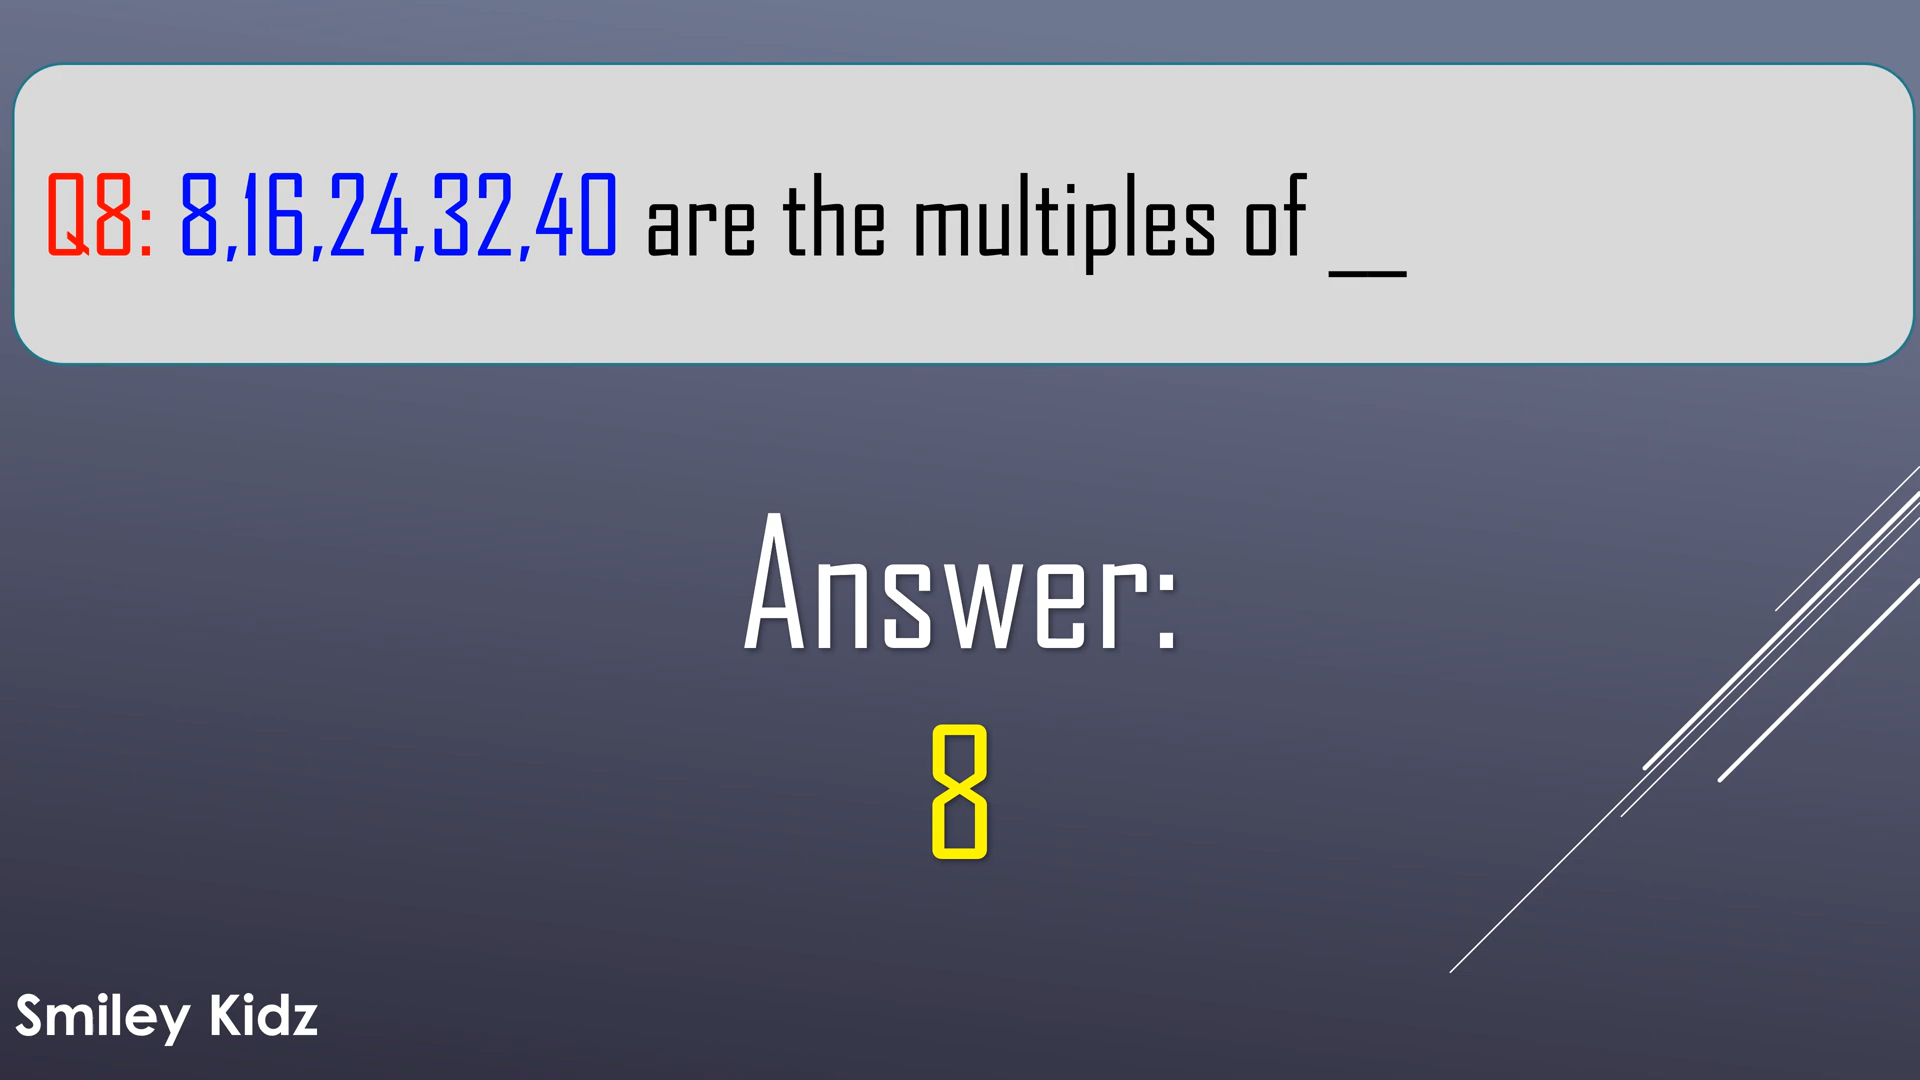 Q8: 8,16,24,32,40 are the multiples of __
Answer:
8
Smiley Kidz